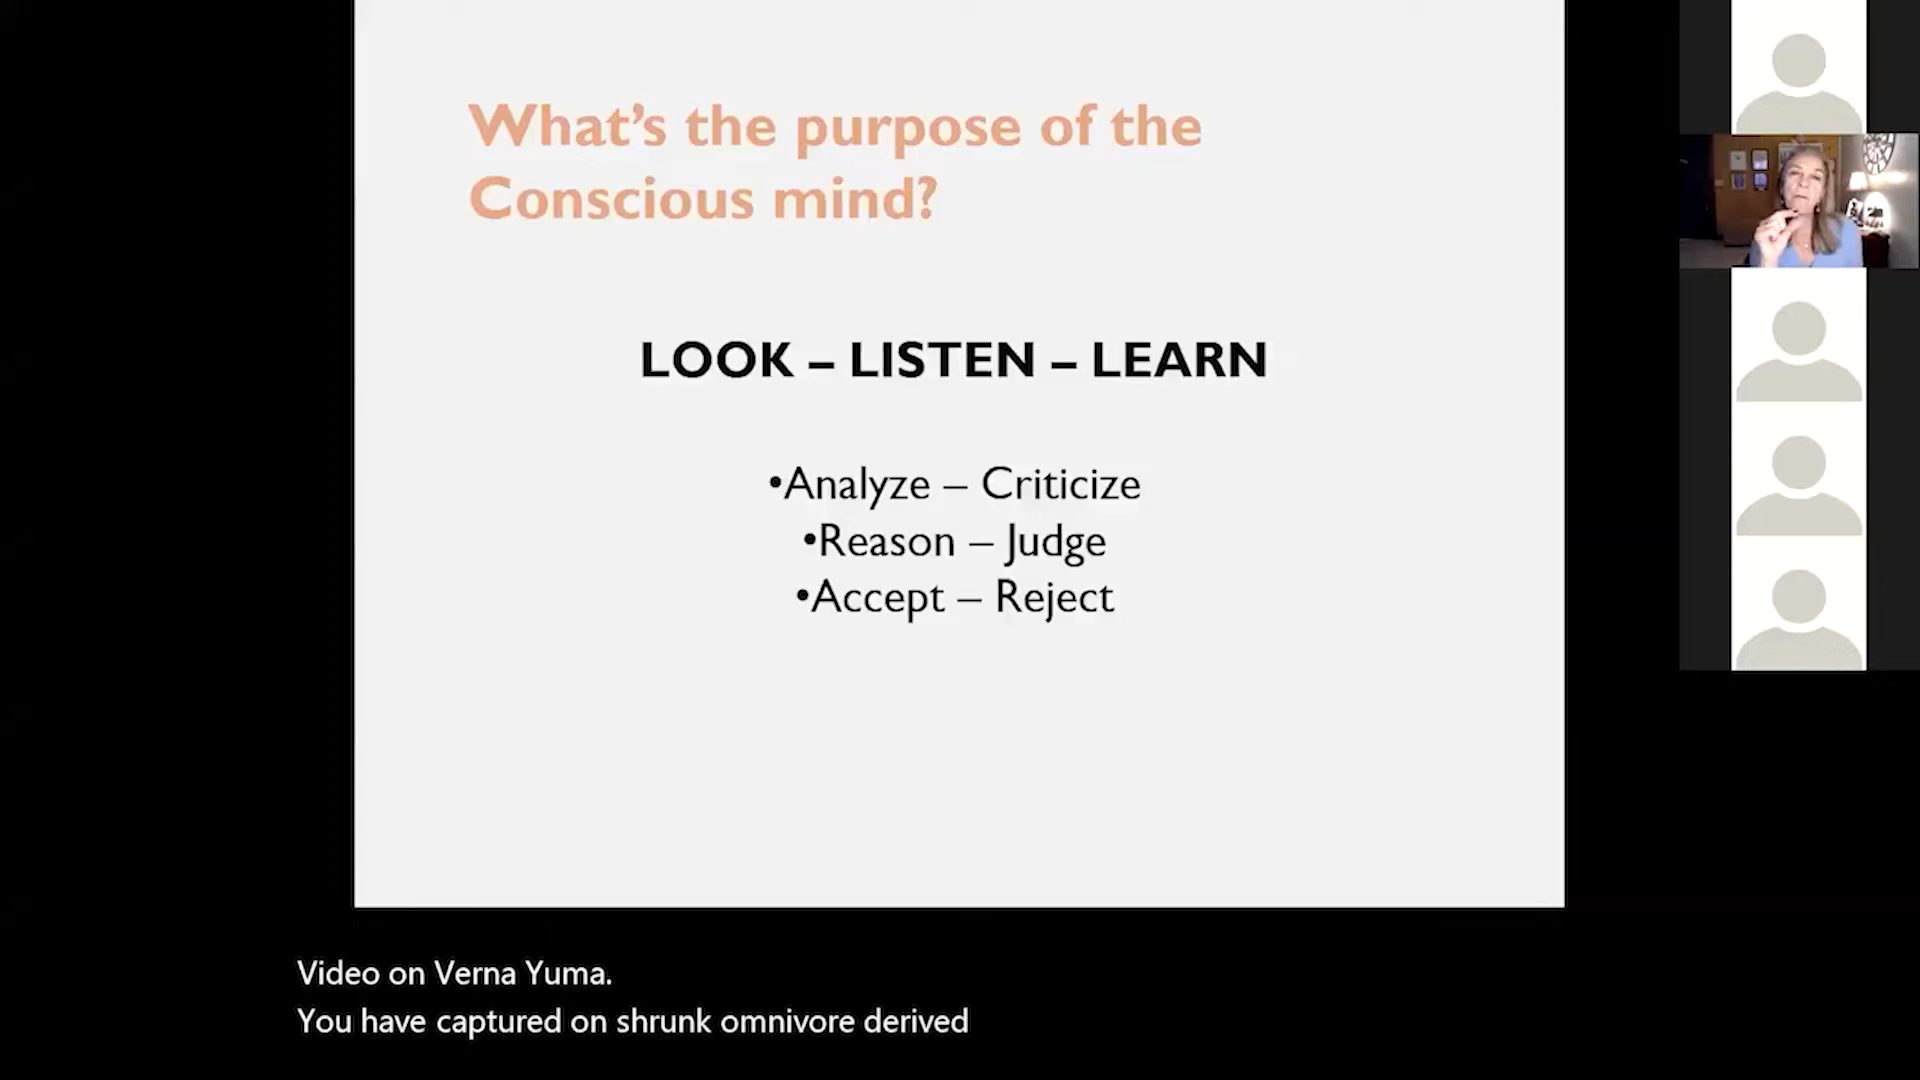 What’s the purpose of the
Conscious mind?
LOOK – LISTEN – LEARN
•Analyze – Criticize
•Reason – Judge
•Accept – Reject
Video on Verna Yuma.
You have captured on shrunk omnivore derived